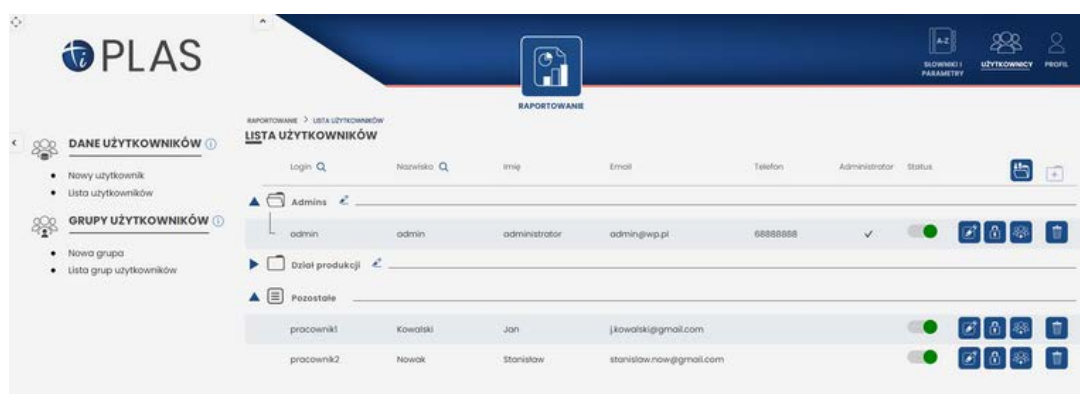 ti PLAS
A-Z
SŁOWNIKI I PARAMETRY
UŻYTKOWNICY
PROFIL
RAPORTOWANIE
RAPORTOWANIE > LISTA UŻYTKOWNIKÓW
LISTA UŻYTKOWNIKÓW
DANE UŻYTKOWNIKÓW
Nowy użytkownik
Lista użytkowników
GRUPY UŻYTKOWNIKÓW
Nowa grupa
Lista grup użytkowników
Login Nazwisko Imię Email Telefon Administrator Status
Admins
admin admin administrator admin@wp.pl 68888888
Dział produkcji
Pozostałe
pracownik1 Kowalski Jan j.kowalski@gmail.com
pracownik2 Nowak Stanisław stanislaw.now@gmail.com